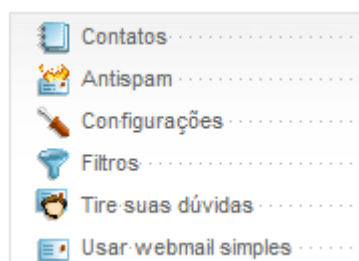 Contatos
Antispam
Configurações
Filtros
Tire suas dúvidas
Usar webmail simples